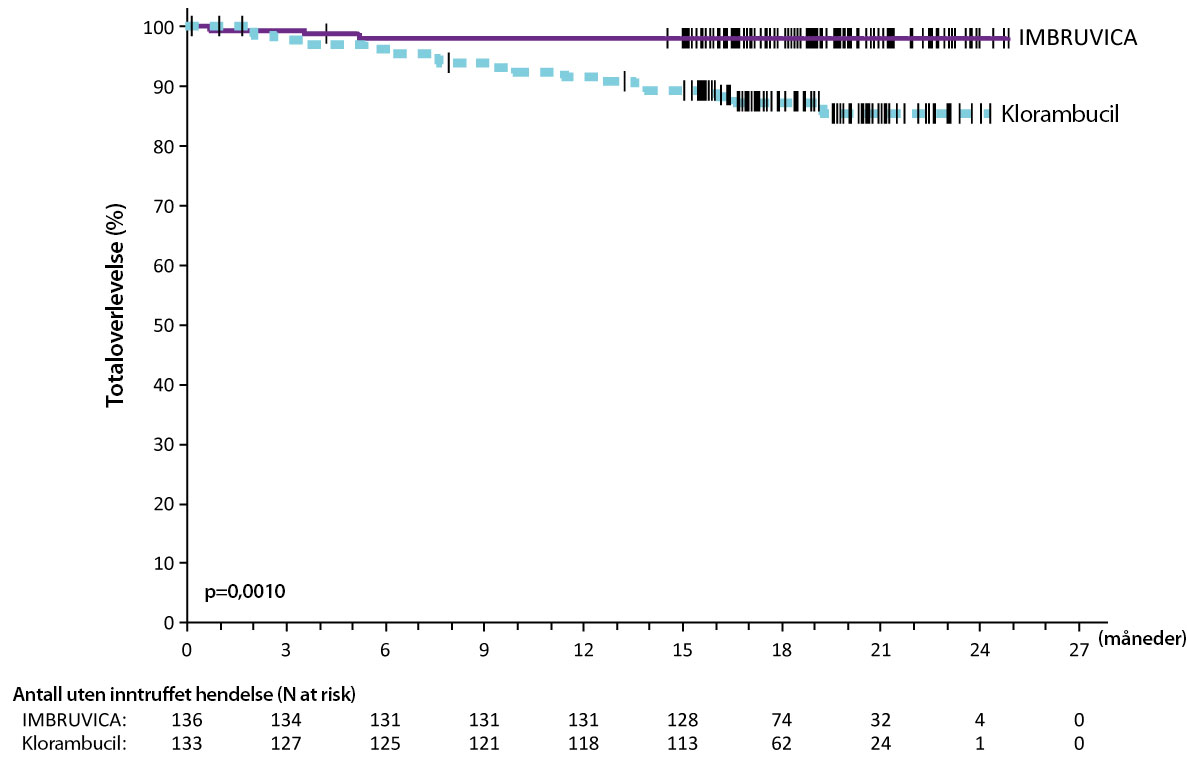 100
90
80
70
60
50
40
30
20
10
0
Totaloverlevelse (%)
IMBRUVICA
Klorambucil
p=0,0010
0 3 6 9 12 15 18 21 24 27
(måneder)
Antall uten inntruffet hendelse (N at risk)
IMBRUVICA: 136 134 131 131 131 128 74 32 4 0
Klorambucil: 133 127 125 121 118 113 62 24 1 0